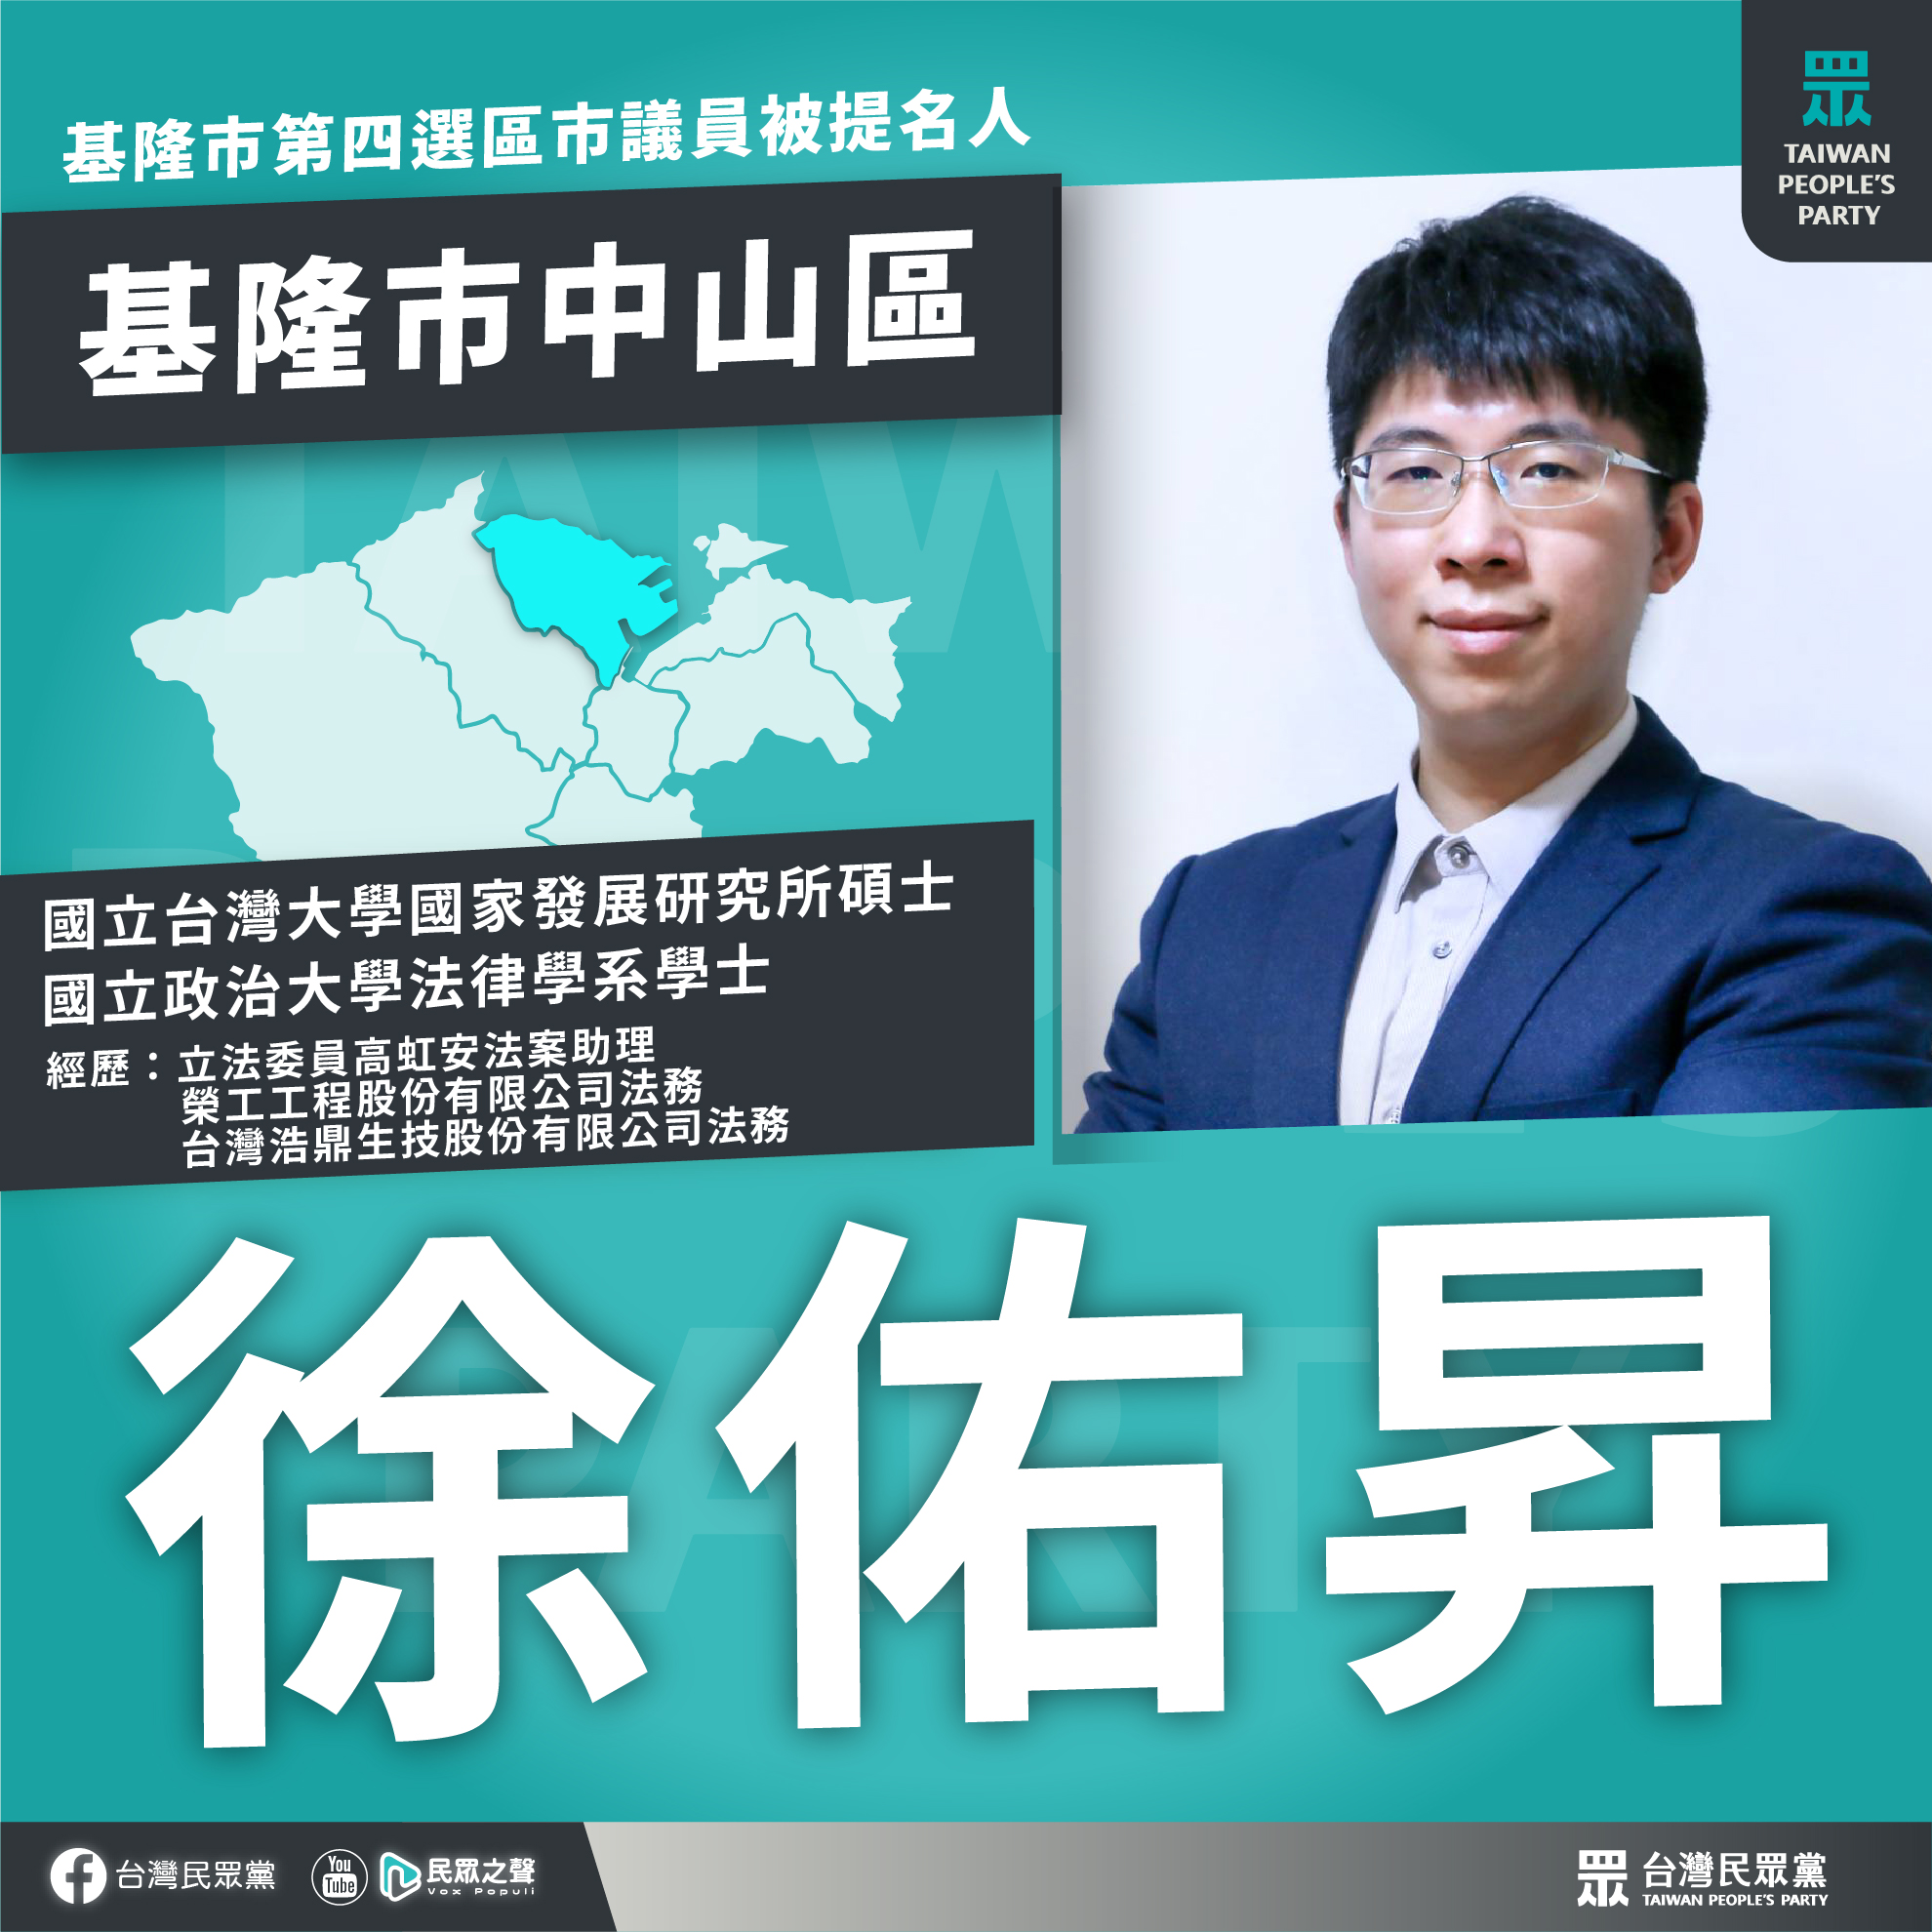 基隆市第四選區市議員被提名人
眾
TAIWAN
PEOPLE'S
PARTY
基隆市中山區
TAIW
國立台灣大學國家發展研究所碩士
國立政治大學法律學系學士
經歷：立法委員高虹安法案助理
榮工工程股份有限公司法務
台灣浩鼎生技股份有限公司法務
徐佑昇
PARTY
台灣民眾黨
You
Tube
民眾之聲
Vox Populi
眾 台灣民眾黨
TAIWAN PEOPLE'S PARTY